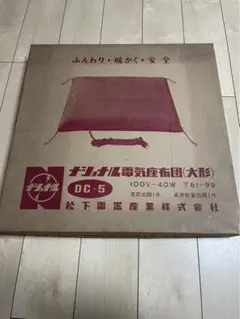 ふんわり・暖かく・安全
ナショナル
ナショナル電気座布団(大形)
DC-5
100V-40W 〒81-99
松下電器産業株式会社